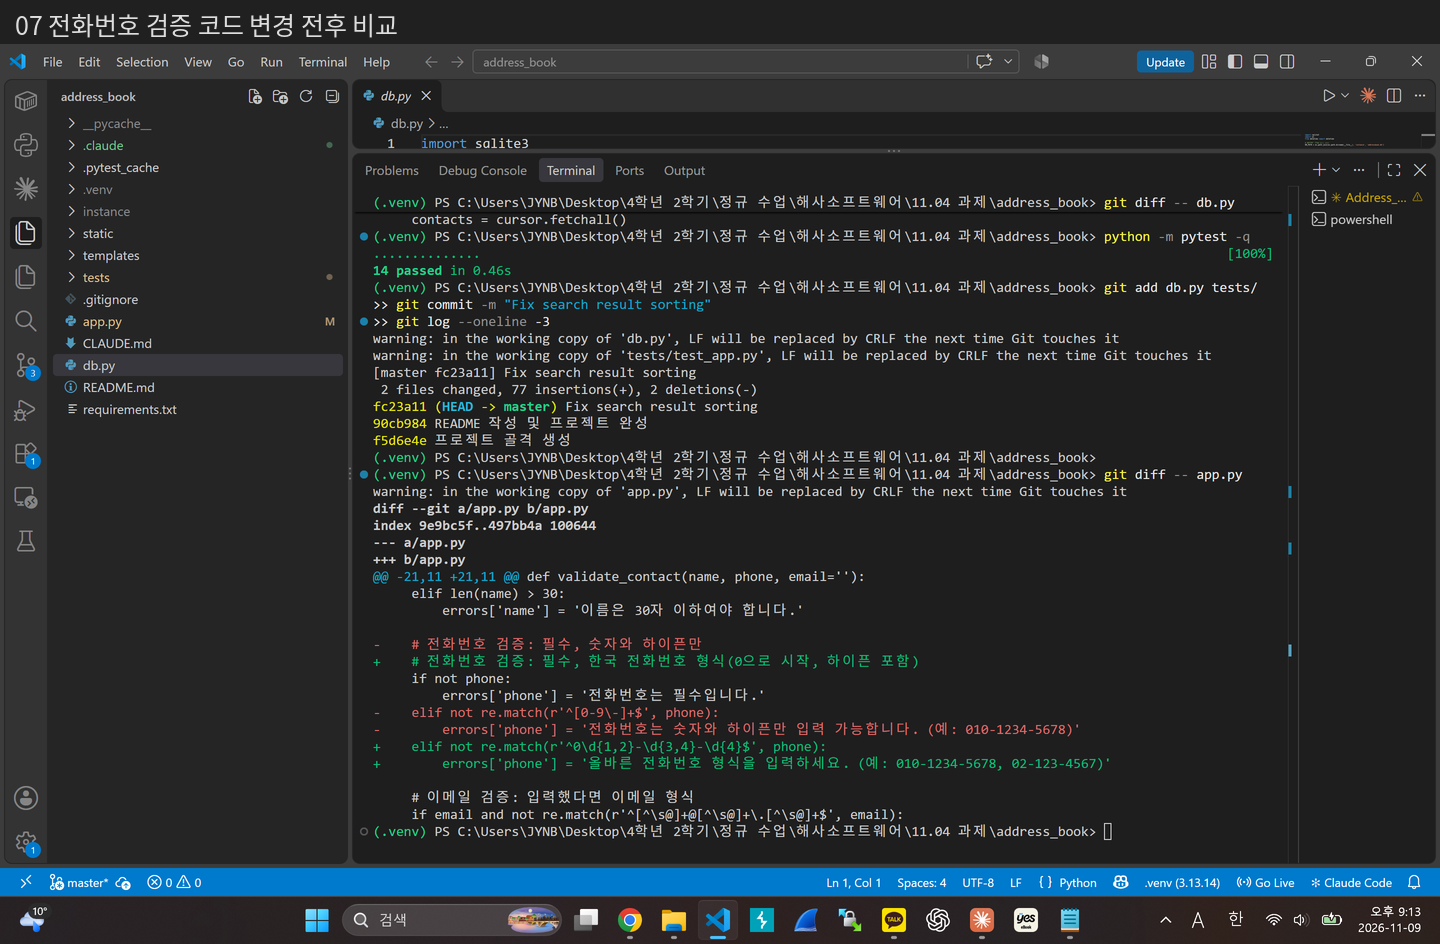 07 전화번호 검증 코드 변경 전후 비교
File Edit Selection View Go Run Terminal Help
address_book
Update
address_book
__pycache__
.claude
.pytest_cache
.venv
instance
static
templates
tests
.gitignore
app.py M
CLAUDE.md
db.py
README.md
requirements.txt
3
1
1
db.py
db.py > ...
1 import sqlite3
Problems Debug Console Terminal Ports Output
Address_...
powershell
(.venv) PS C:\Users\JYNB\Desktop\4학년 2학기\정규 수업\해사소프트웨어\11.04 과제\address_book> git diff -- db.py
contacts = cursor.fetchall()
(.venv) PS C:\Users\JYNB\Desktop\4학년 2학기\정규 수업\해사소프트웨어\11.04 과제\address_book> python -m pytest -q
.............. [100%]
14 passed in 0.46s
(.venv) PS C:\Users\JYNB\Desktop\4학년 2학기\정규 수업\해사소프트웨어\11.04 과제\address_book> git add db.py tests/
>> git commit -m "Fix search result sorting"
>> git log --oneline -3
warning: in the working copy of 'db.py', LF will be replaced by CRLF the next time Git touches it
warning: in the working copy of 'tests/test_app.py', LF will be replaced by CRLF the next time Git touches it
[master fc23a11] Fix search result sorting
2 files changed, 77 insertions(+), 2 deletions(-)
fc23a11 (HEAD -> master) Fix search result sorting
90cb984 README 작성 및 프로젝트 완성
f5d6e4e 프로젝트 골격 생성
(.venv) PS C:\Users\JYNB\Desktop\4학년 2학기\정규 수업\해사소프트웨어\11.04 과제\address_book>
(.venv) PS C:\Users\JYNB\Desktop\4학년 2학기\정규 수업\해사소프트웨어\11.04 과제\address_book> git diff -- app.py
warning: in the working copy of 'app.py', LF will be replaced by CRLF the next time Git touches it
diff --git a/app.py b/app.py
index 9e9bc5f..497bb4a 100644
--- a/app.py
+++ b/app.py
@@ -21,11 +21,11 @@ def validate_contact(name, phone, email=''):
elif len(name) > 30:
errors['name'] = '이름은 30자 이하여야 합니다.'
- # 전화번호 검증: 필수, 숫자와 하이픈만
+ # 전화번호 검증: 필수, 한국 전화번호 형식(0으로 시작, 하이픈 포함)
if not phone:
errors['phone'] = '전화번호는 필수입니다.'
- elif not re.match(r'^[0-9\-]+$', phone):
- errors['phone'] = '전화번호는 숫자와 하이픈만 입력 가능합니다. (예: 010-1234-5678)'
+ elif not re.match(r'^0\d{1,2}-\d{3,4}-\d{4}$', phone):
+ errors['phone'] = '올바른 전화번호 형식을 입력하세요. (예: 010-1234-5678, 02-123-4567)'
# 이메일 검증: 입력했다면 이메일 형식
if email and not re.match(r'^[^\s@]+@[^\s@]+\.[^\s@]+$', email):
(.venv) PS C:\Users\JYNB\Desktop\4학년 2학기\정규 수업\해사소프트웨어\11.04 과제\address_book>
master* 0 0 Ln 1, Col 1 Spaces: 4 UTF-8 LF { } Python .venv (3.13.14) Go Live Claude Code
10° 검색 TALK yes eBook A 한 오후 9:13
2026-11-09